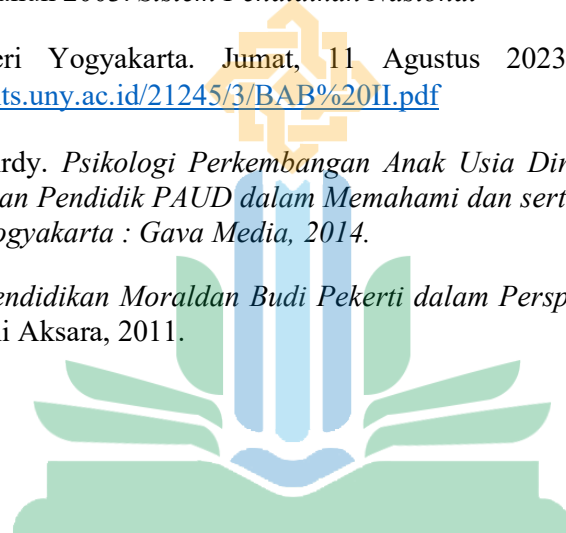 2003. Sistem Pendidikan Nasional
eri Yogyakarta. Jumat, 11 Agustus 2023
ts.uny.ac.id/21245/3/BAB%20II.pdf
rdy. Psikologi Perkembangan Anak Usia Din
an Pendidik PAUD dalam Memahami dan sert
ogyakarta : Gava Media, 2014.
endidikan Moraldan Budi Pekerti dalam Persp
i Aksara, 2011.